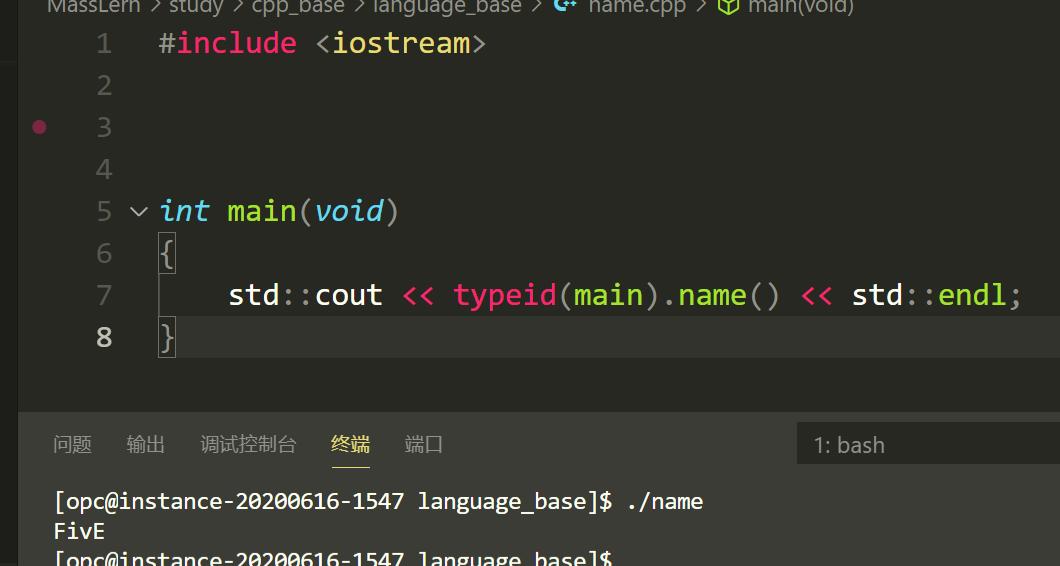 MassLern > study > cpp_base > language_base > name.cpp > main(void)
1 #include <iostream>
2
3
4
5 int main(void)
6 {
7 std::cout << typeid(main).name() << std::endl;
8 }
问题 输出 调试控制台 终端 端口 1: bash
[opc@instance-20200616-1547 language_base]$ ./name
FivE
[opc@instance-20200616-1547 language_base]$